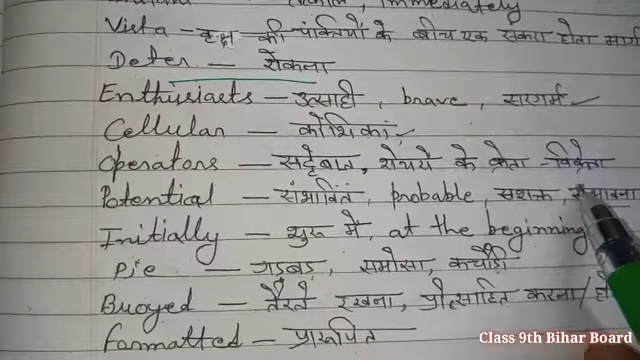 immediately
Vista - वृक्ष की पंक्तियों के बीच एक सकरा होता मार्ग
Deter — रोकना
Enthusiasts - उत्साही, brave, सरगर्म
Cellular — कोशिका
Operators - सट्टेबाज, शेयरो के क्रेता -विक्रेता
Potential - संभावित, probable, सशक्त,
Initially - शुरू में, at the beginning
Pie — गड़बड़, समोसा, कचौड़ी
Buoyed - तैरते रखना, प्रोत्साहित करना/
Formatted - प्रारूपित
Class 9th Bihar Board